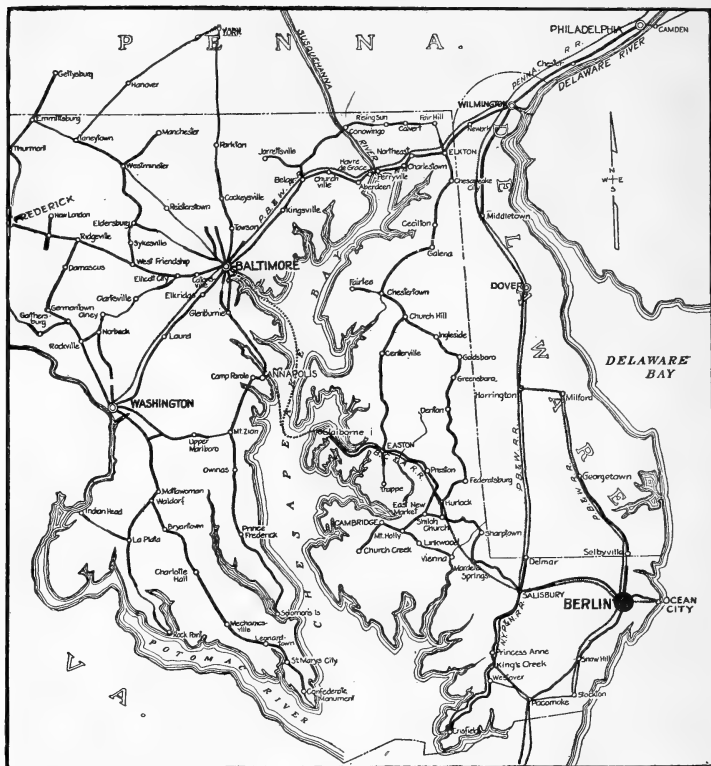 PENNA.
YORK
SUSQUEHANNA
RIVER
PHILADELPHIA
CAMDEN
PENNA. R.R.
Chester
DELAWARE RIVER
Gettysburg
Hanover
WILMINGTON
Emmittsburg
Taneytown
Manchester
Rising Sun
Calvert
Fair Hill
Conowingo
Newark
Thurmont
Westminster
Parkton
Jarrettsville
Northeast
ELKTON
Belair
Churchville
Havre de Grace
Perryville
Charlestown
Aberdeen
Chesapeake City
FREDERICK
New London
Reisterstown
Cockeysville
P.B.&W.
Kingsville
Middletown
Ridgeville
Eldersburg
Towson
Cecilton
Sykesville
Galena
West Friendship
BALTIMORE
Damascus
Ellicott City
Catonsville
DOVER
Fairlee
Chestertown
Clarksville
Elkridge
Germantown
Gaithersburg
Olney
Glenburnie
Church Hill
DELAWARE BAY
Ingleside
Norbeck
Laurel
Rockville
Centerville
Goldsboro
Camp Parole
ANNAPOLIS
Greensboro
Harrington
Milford
WASHINGTON
Denton
Claiborne
Upper Marlboro
Mt. Zion
EASTON
B.C.&A.R.R.
Preston
Federalsburg
P.B.&W.R.R.
Georgetown
P.B.&W.R.R.
Owings
Trappe
Mattawoman
Waldorf
East New Market
Hurlock
Indian Head
CAMBRIDGE
Smith Church
Sharptown
Bryantown
Prince Frederick
Mt. Holly
La Plata
Linkwood
Church Creek
Vienna
Selbyville
Delmar
Mardela Springs
Charlotte Hall
SALISBURY
BERLIN
OCEAN CITY
Solomons Is
N.Y.P.&N.R.R.
Rock Point
Mechanicsville
Leonardtown
Princess Anne
King's Creek
Snow Hill
St Marys City
Westover
POTOMAC RIVER
Confederate Monument
Pocomoke
Stockton
Crisfield
CHESAPEAKE BAY
VA.
N
W E
S